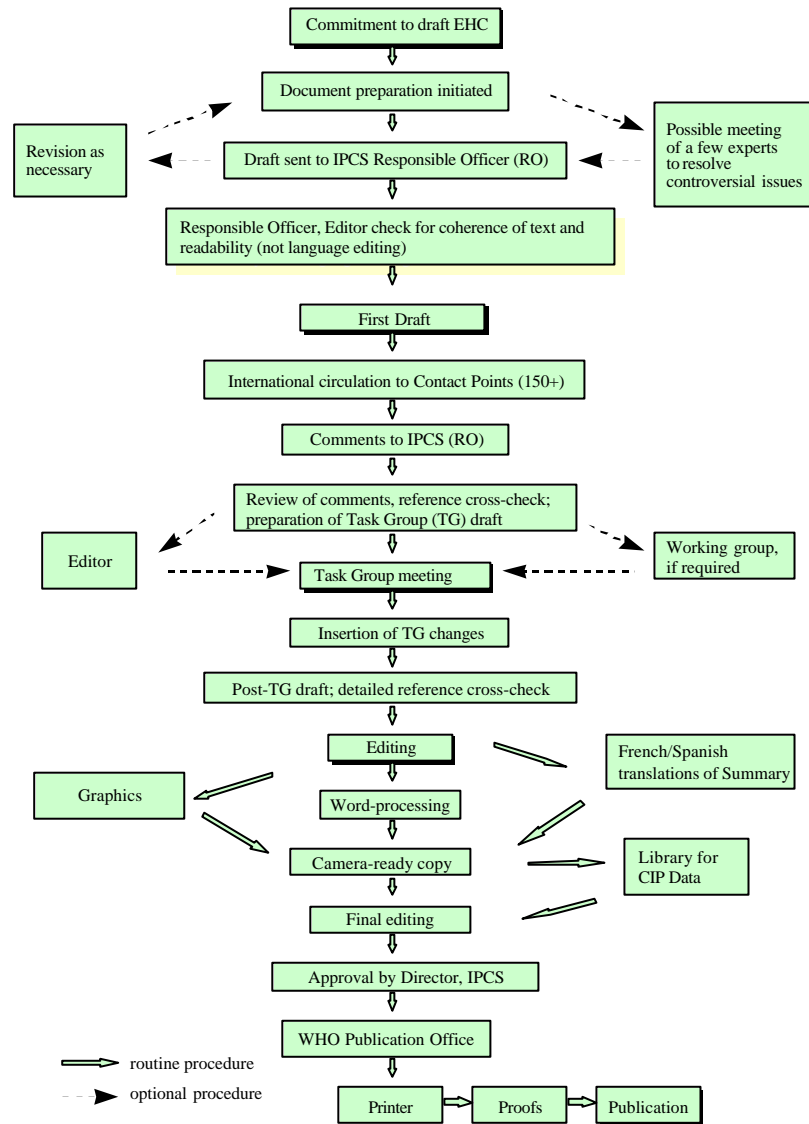 Commitment to draft EHC
Document preparation initiated
Revision as
necessary
Draft sent to IPCS Responsible Officer (RO)
Possible meeting
of a few experts
to resolve
controversial issues
Responsible Officer, Editor check for coherence of text and
readability (not language editing)
First Draft
International circulation to Contact Points (150+)
Comments to IPCS (RO)
Review of comments, reference cross-check;
preparation of Task Group (TG) draft
Editor
Working group,
if required
Task Group meeting
Insertion of TG changes
Post-TG draft; detailed reference cross-check
Editing
French/Spanish
translations of Summary
Graphics
Word-processing
Camera-ready copy
Library for
CIP Data
Final editing
Approval by Director, IPCS
WHO Publication Office
routine procedure
optional procedure
Printer
Proofs
Publication